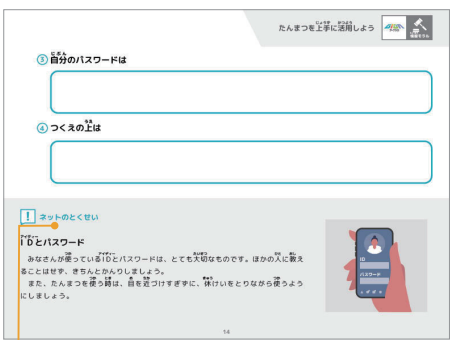 たんまつを上手に活用しよう
③自分のパスワードは
④つくえの上は
! ネットのとくせい
IDとパスワード
みなさんが使っているIDとパスワードは、とても大切なものです。ほかの人に教え
ることはせず、きちんとかんりしましょう。
また、たんまつを使う時は、目を近づけすぎずに、休けいをとりながら使うよう
にしましょう。
ID
パスワード
14